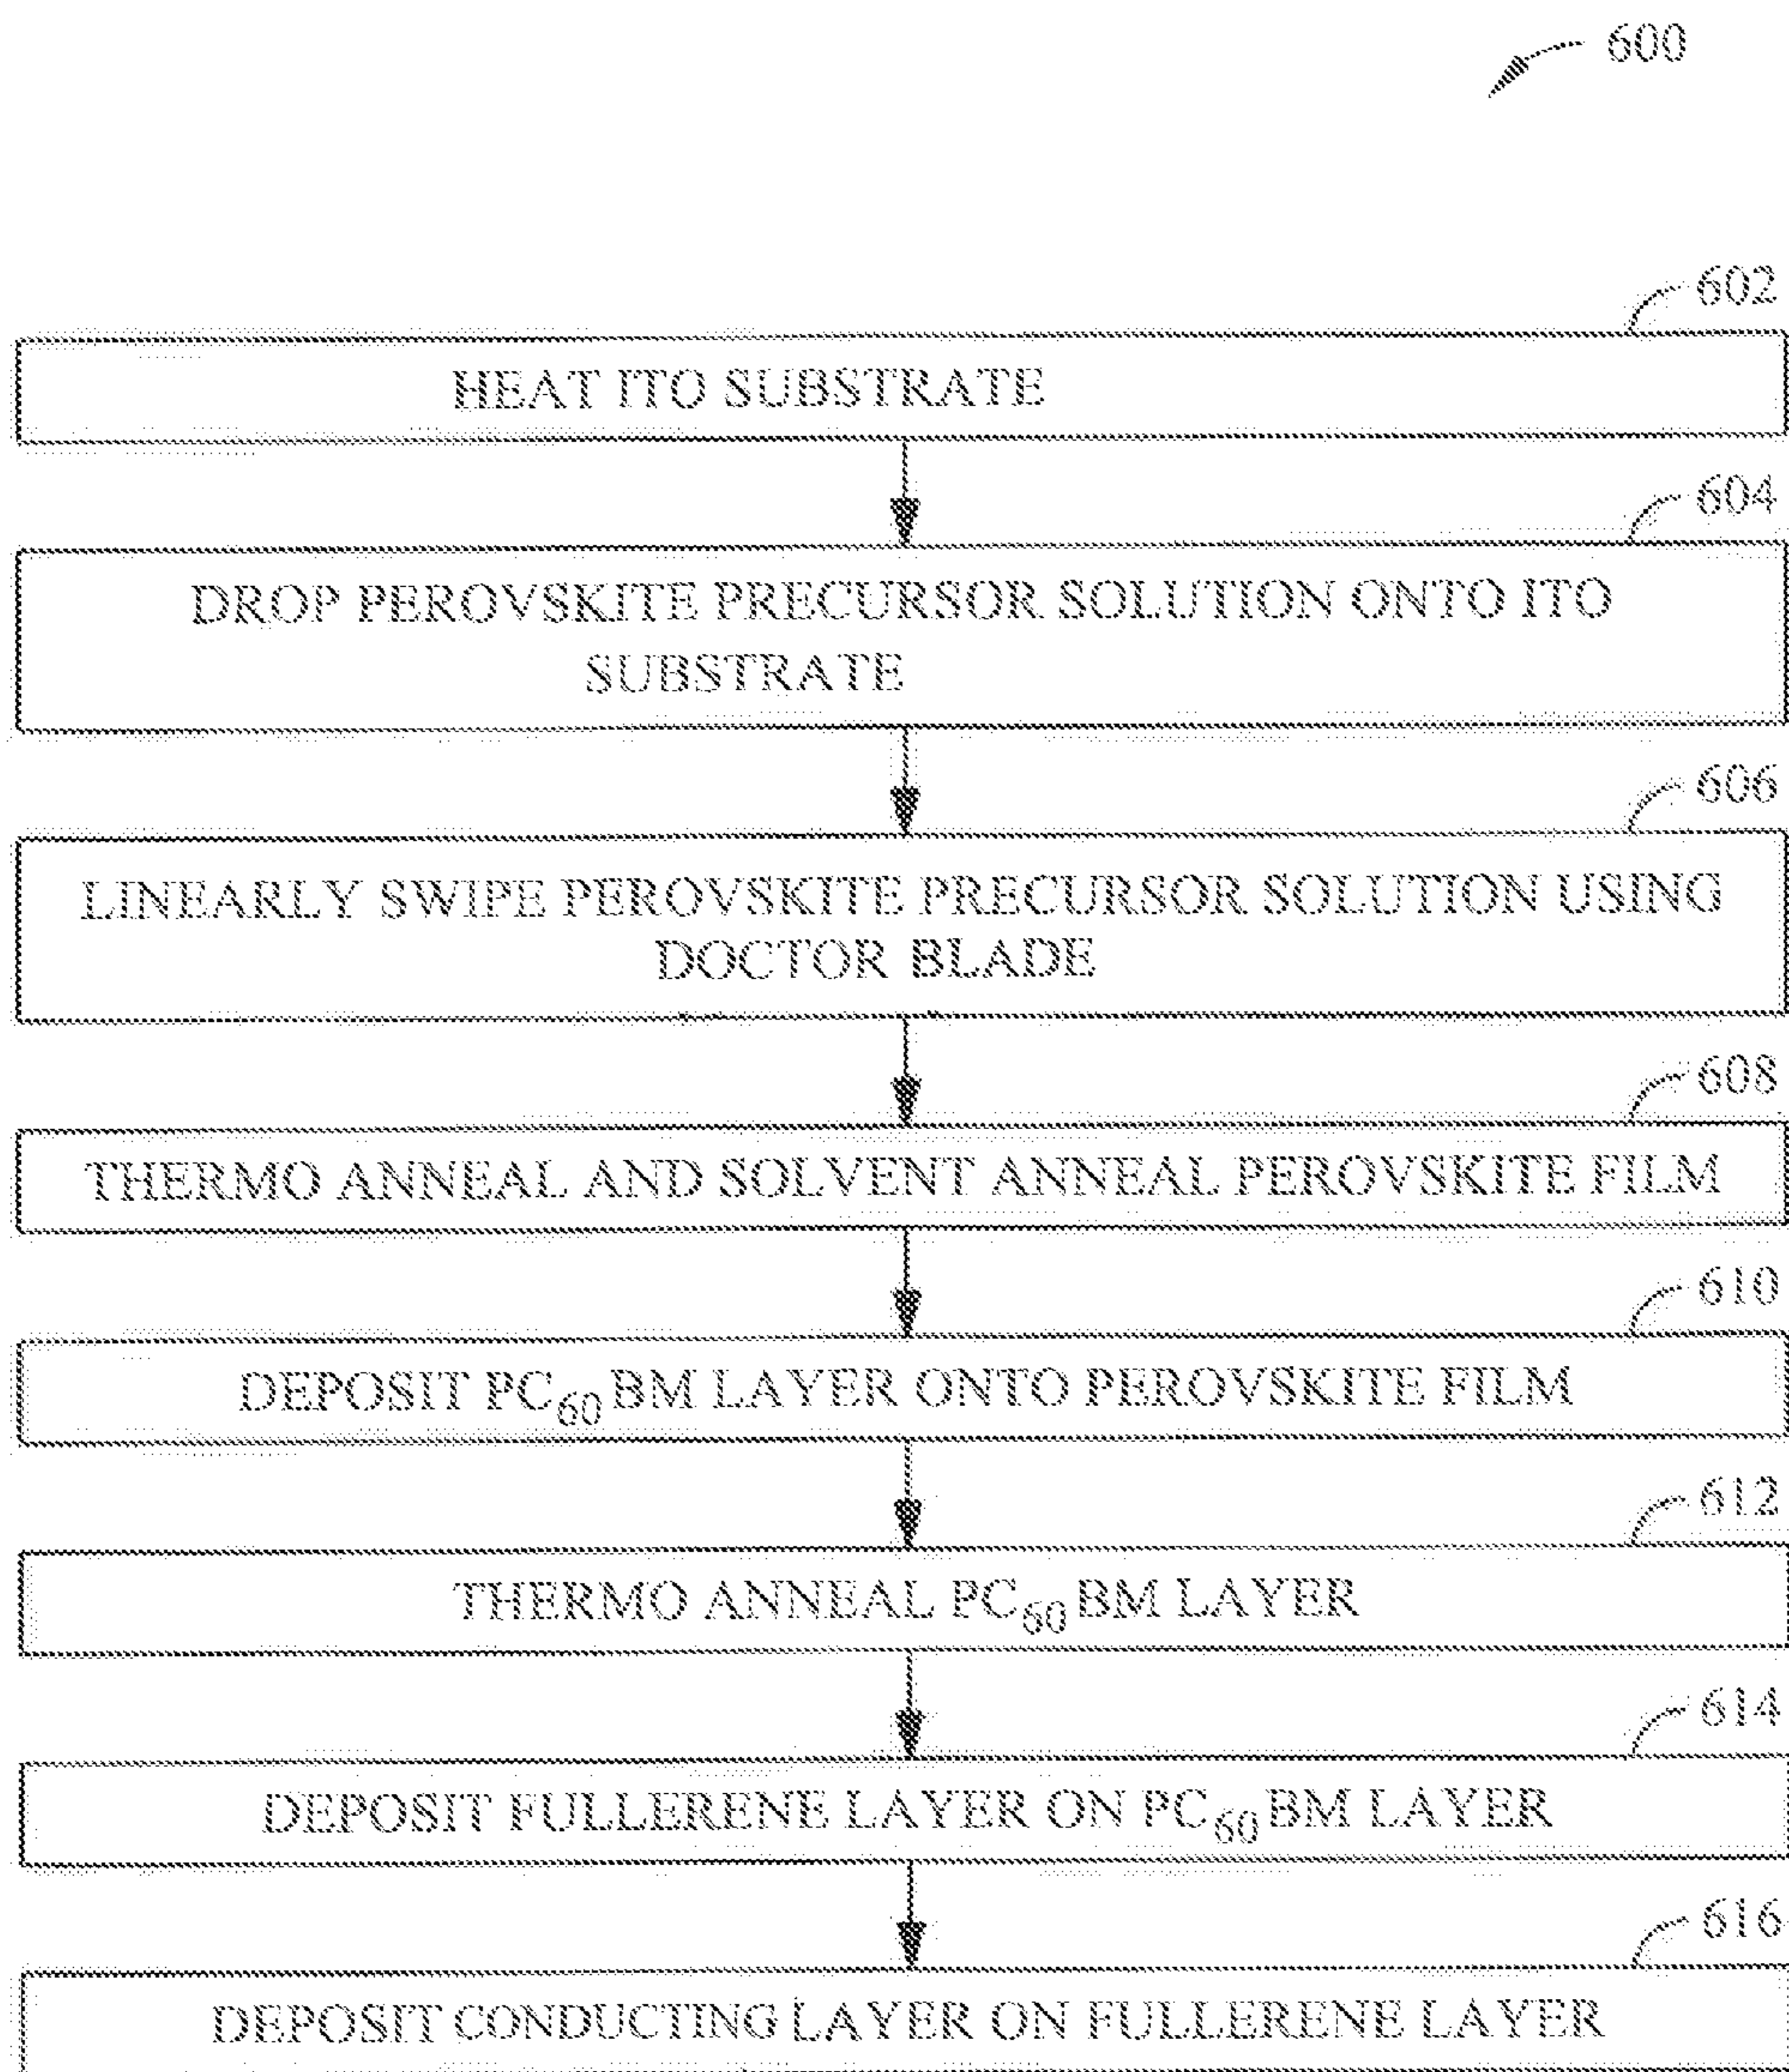 600
602
HEAT ITO SUBSTRATE
604
DROP PEROVSKITE PRECURSOR SOLUTION ONTO ITO
SUBSTRATE
606
LINEARLY SWIPE PEROVSKITE PRECURSOR SOLUTION USING
DOCTOR BLADE
608
THERMO ANNEAL AND SOLVENT ANNEAL PEROVSKITE FILM
610
DEPOSIT PC60BM LAYER ONTO PEROVSKITE FILM
612
THERMO ANNEAL PC60BM LAYER
614
DEPOSIT FULLERENE LAYER ON PC60BM LAYER
616
DEPOSIT CONDUCTING LAYER ON FULLERENE LAYER